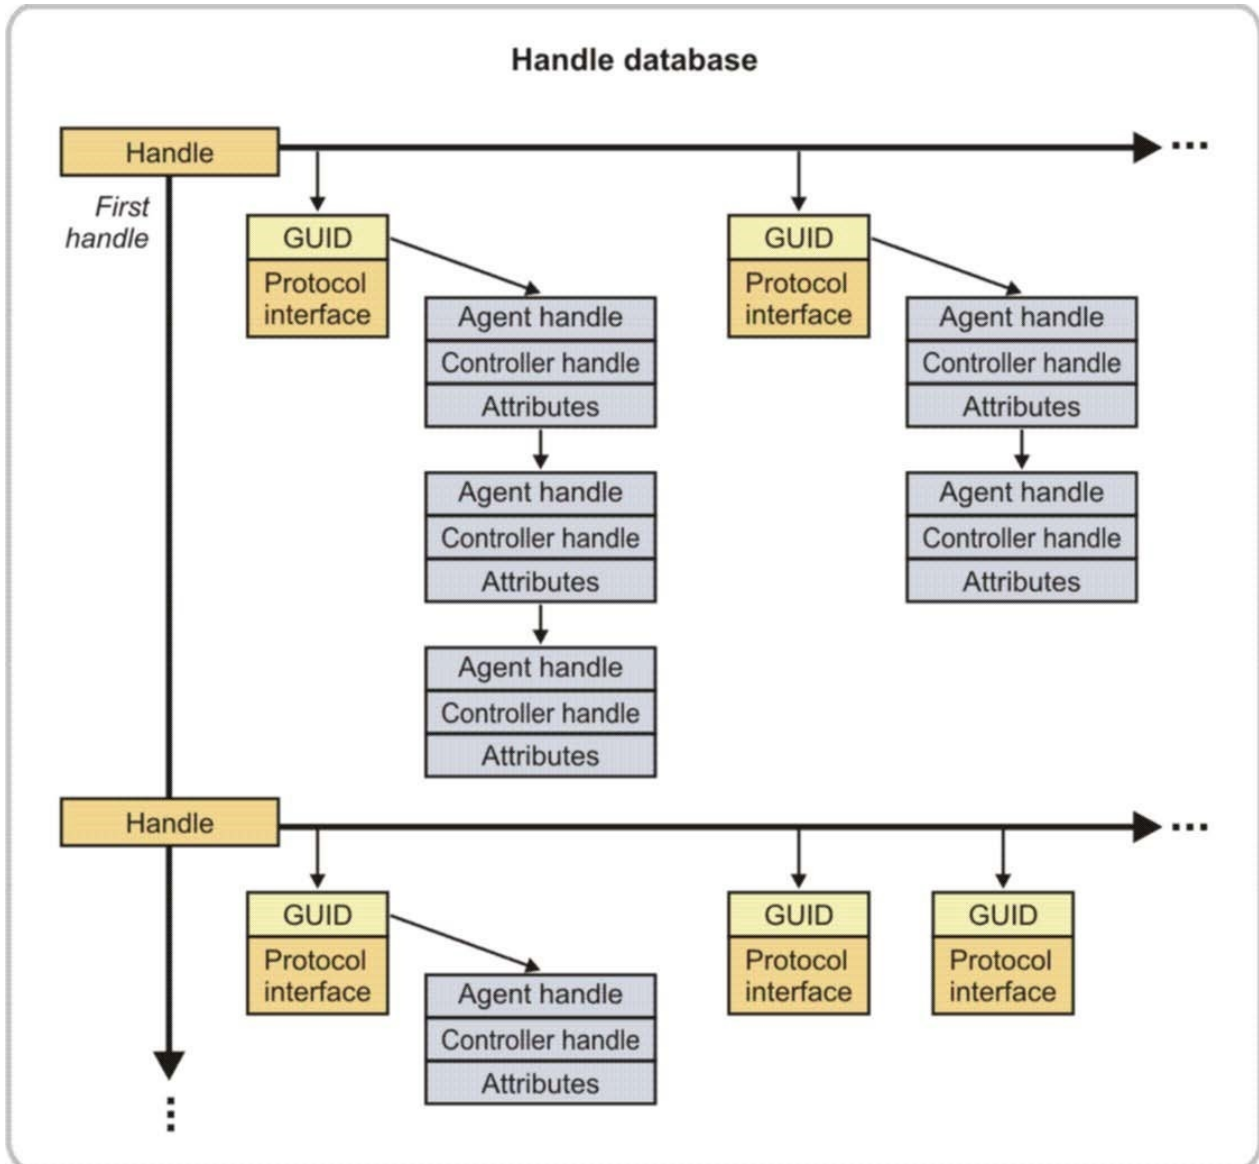 Handle database
Handle
...
First
handle
GUID
Protocol
interface
Agent handle
Controller handle
Attributes
Agent handle
Controller handle
Attributes
Agent handle
Controller handle
Attributes
GUID
Protocol
interface
Agent handle
Controller handle
Attributes
Agent handle
Controller handle
Attributes
Handle
...
GUID
Protocol
interface
Agent handle
Controller handle
Attributes
GUID
Protocol
interface
GUID
Protocol
interface
...